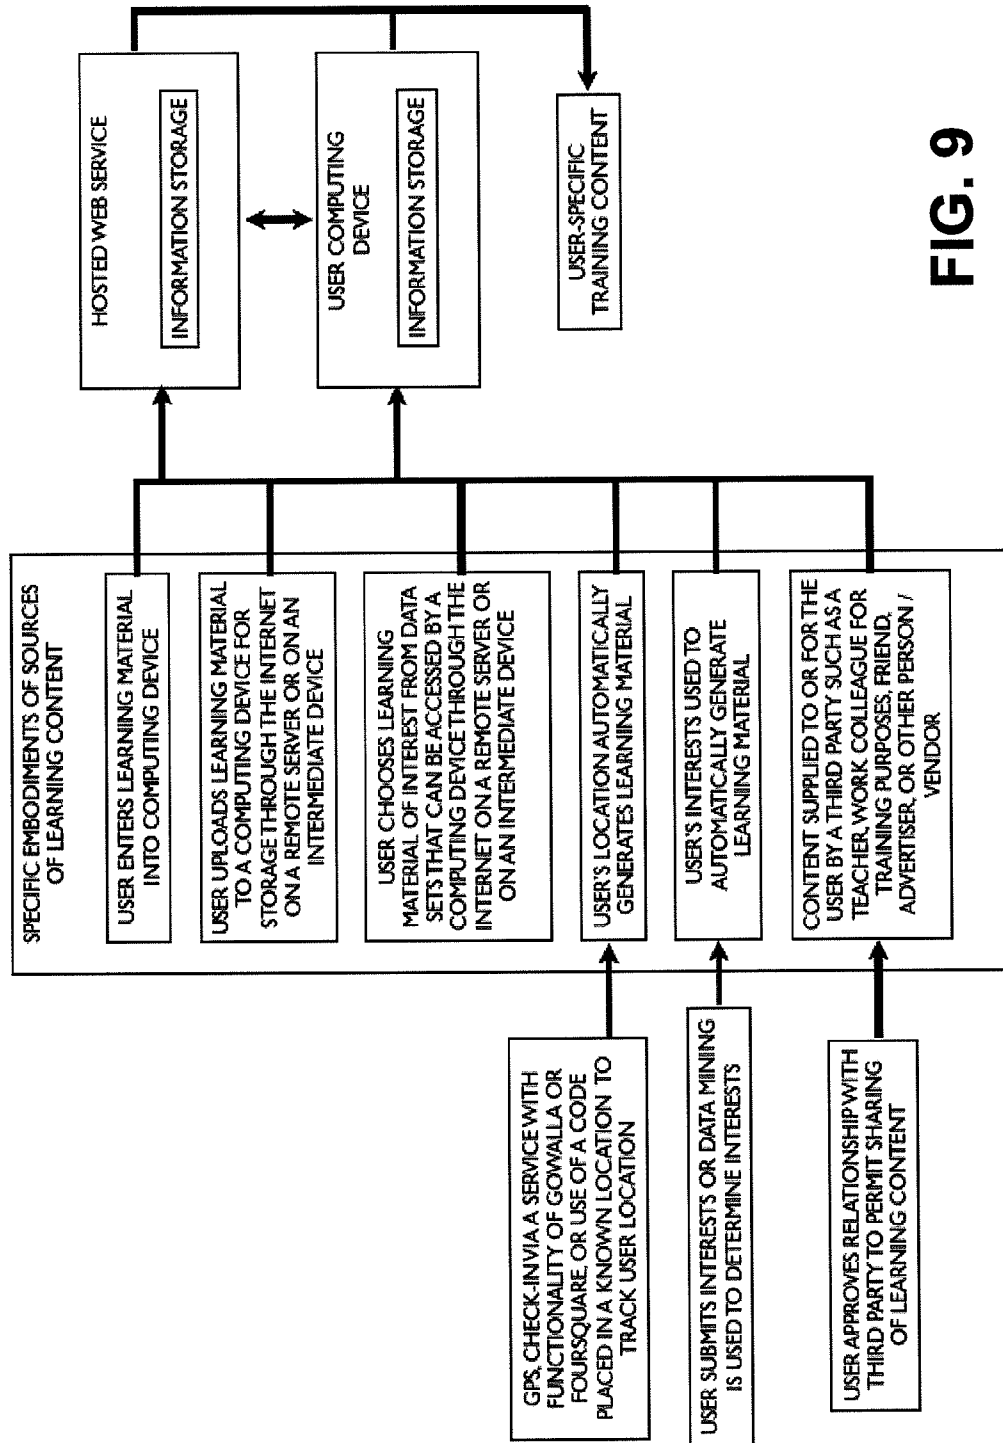 SPECIFIC EMBODIMENTS OF SOURCES
OF LEARNING CONTENT
USER ENTERS LEARNING MATERIAL
INTO COMPUTING DEVICE
USER UPLOADS LEARNING MATERIAL
TO A COMPUTING DEVICE FOR
STORAGE THROUGH THE INTERNET
ON A REMOTE SERVER OR ON AN
INTERMEDIATE DEVICE
USER CHOOSES LEARNING
MATERIAL OF INTEREST FROM DATA
SETS THAT CAN BE ACCESSED BY A
COMPUTING DEVICE THROUGH THE
INTERNET ON A REMOTE SERVER OR
ON AN INTERMEDIATE DEVICE
GPS, CHECK-IN VIA A SERVICE WITH
FUNCTIONALITY OF GOWALLA OR
FOURSQUARE, OR USE OF A CODE
PLACED IN A KNOWN LOCATION TO
TRACK USER LOCATION
USER'S LOCATION AUTOMATICALLY
GENERATES LEARNING MATERIAL
USER SUBMITS INTERESTS OR DATA MINING
IS USED TO DETERMINE INTERESTS
USER'S INTERESTS USED TO
AUTOMATICALLY GENERATE
LEARNING MATERIAL
USER APPROVES RELATIONSHIP WITH
THIRD PARTY TO PERMIT SHARING
OF LEARNING CONTENT
CONTENT SUPPLIED TO OR FOR THE
USER BY A THIRD PARTY SUCH AS A
TEACHER, WORK COLLEAGUE FOR
TRAINING PURPOSES, FRIEND,
ADVERTISER, OR OTHER PERSON /
VENDOR
HOSTED WEB SERVICE
INFORMATION STORAGE
USER COMPUTING
DEVICE
INFORMATION STORAGE
USER-SPECIFIC
TRAINING CONTENT
FIG. 9